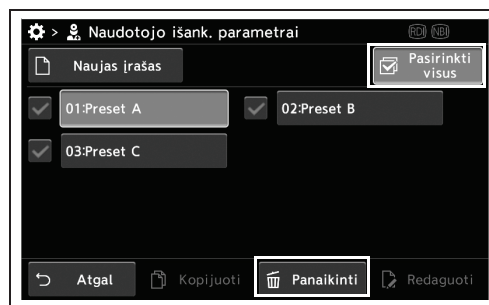 > Naudotojo išank. parametrai RDI NBI
Naujas įrašas
Pasirinkti
visus
01:Preset A
02:Preset B
03:Preset C
Atgal
Kopijuoti
Panaikinti
Redaguoti